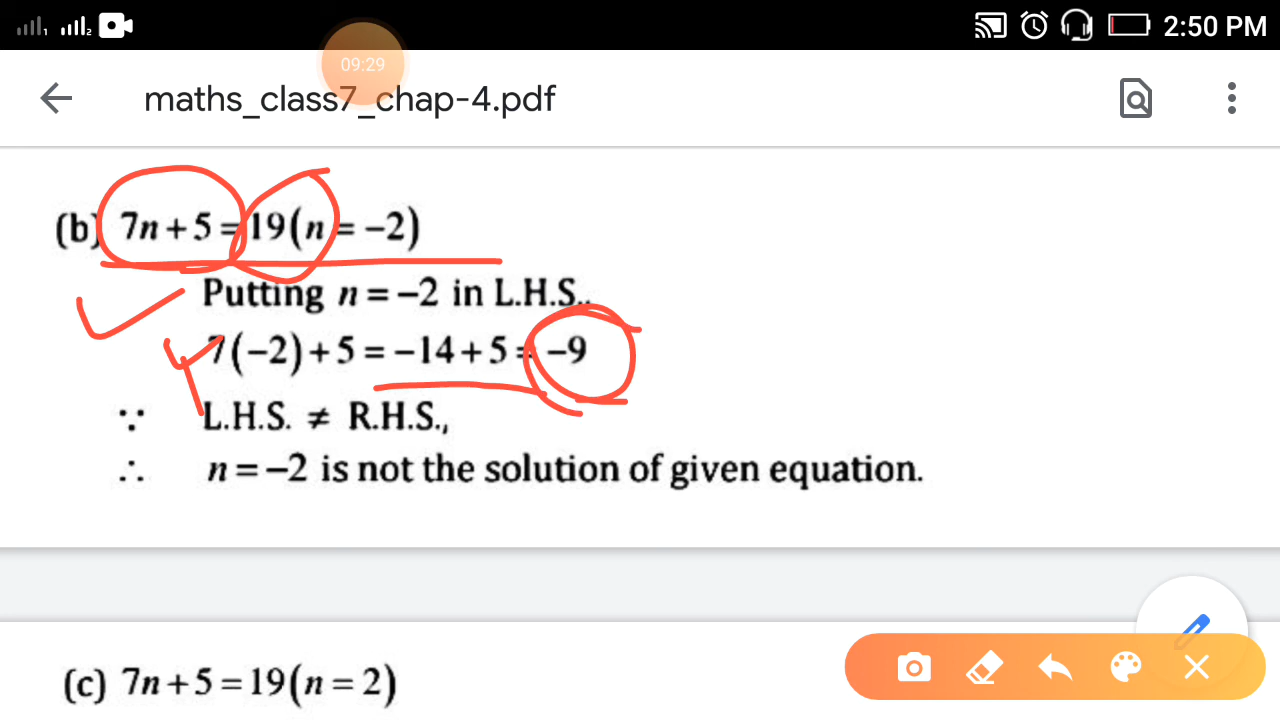 2:50 PM
09:29
maths_class7_chap-4.pdf
(b) 7n+5=19(n=-2)
Putting n=-2 in L.H.S.,
7(-2)+5=-14+5=-9
∵ L.H.S. ≠ R.H.S.,
∴ n=-2 is not the solution of given equation.
(c) 7n+5=19(n=2)